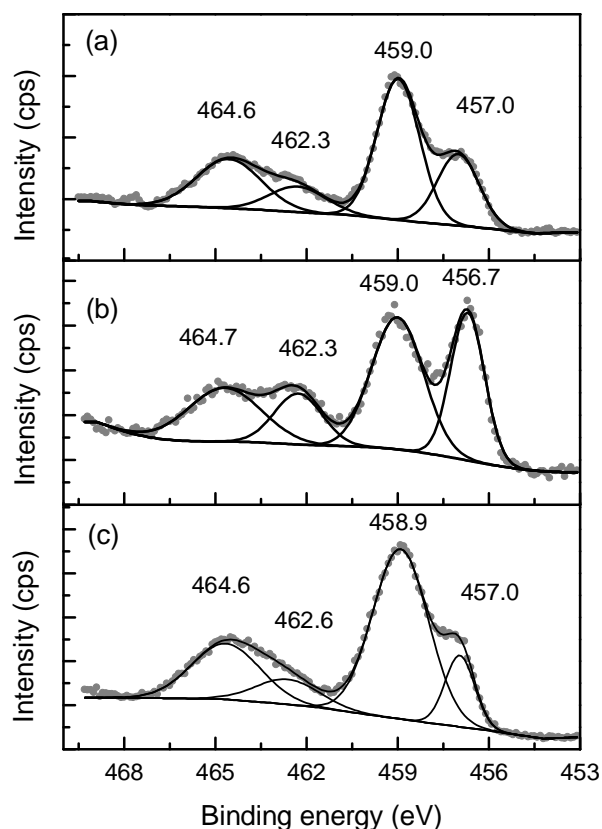 (a)
459.0
464.6
457.0
462.3
Intensity (cps)
(b)
459.0
456.7
464.7
462.3
Intensity (cps)
(c)
458.9
464.6
462.6
457.0
Intensity (cps)
468 465 462 459 456 453
Binding energy (eV)